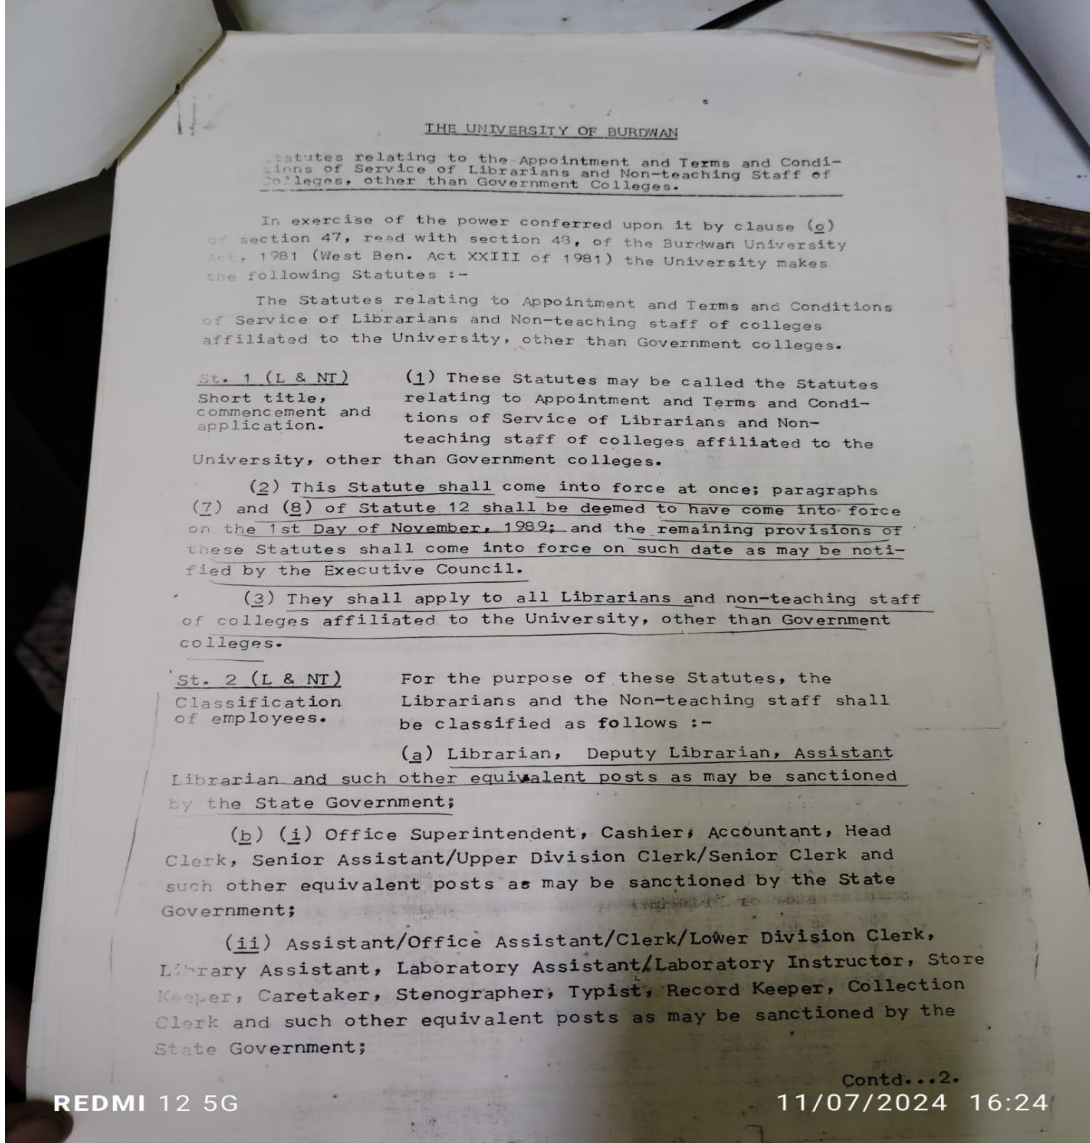 THE UNIVERSITY OF BURDWAN
Statutes relating to the Appointment and Terms and Condi-
tions of Service of Librarians and Non-teaching Staff of
Colleges, other than Government Colleges.
In exercise of the power conferred upon it by clause (o)
of section 47, read with section 48, of the Burdwan University
Act, 1981 (West Ben. Act XXIII of 1981) the University makes
the following Statutes :-
The Statutes relating to Appointment and Terms and Conditions
of Service of Librarians and Non-teaching staff of colleges
affiliated to the University, other than Government colleges.
St. 1 (L & NT)
Short title,
commencement and
application.
(1) These Statutes may be called the Statutes
relating to Appointment and Terms and Condi-
tions of Service of Librarians and Non-
teaching staff of colleges affiliated to the
University, other than Government colleges.
(2) This Statute shall come into force at once; paragraphs
(7) and (8) of Statute 12 shall be deemed to have come into force
on the 1st Day of November, 1989; and the remaining provisions of
these Statutes shall come into force on such date as may be noti-
fied by the Executive Council.
(3) They shall apply to all Librarians and non-teaching staff
of colleges affiliated to the University, other than Government
colleges.
St. 2 (L & NT)
Classification
of employees.
For the purpose of these Statutes, the
Librarians and the Non-teaching staff shall
be classified as follows :-
(a) Librarian, Deputy Librarian, Assistant
Librarian and such other equivalent posts as may be sanctioned
by the State Government;
(b) (i) Office Superintendent, Cashier, Accountant, Head
Clerk, Senior Assistant/Upper Division Clerk/Senior Clerk and
such other equivalent posts as may be sanctioned by the State
Government;
(ii) Assistant/Office Assistant/Clerk/Lower Division Clerk,
Library Assistant, Laboratory Assistant/Laboratory Instructor, Store
Keeper, Caretaker, Stenographer, Typist, Record Keeper, Collection
Clerk and such other equivalent posts as may be sanctioned by the
State Government;
Contd...2.
REDMI 12 5G
11/07/2024 16:24